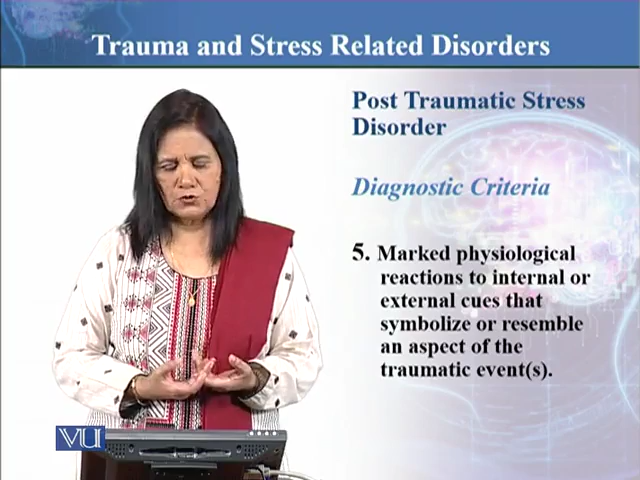 Trauma and Stress Related Disorders
Post Traumatic Stress
Disorder
Diagnostic Criteria
5. Marked physiological
reactions to internal or
external cues that
symbolize or resemble
an aspect of the
traumatic event(s).
VU